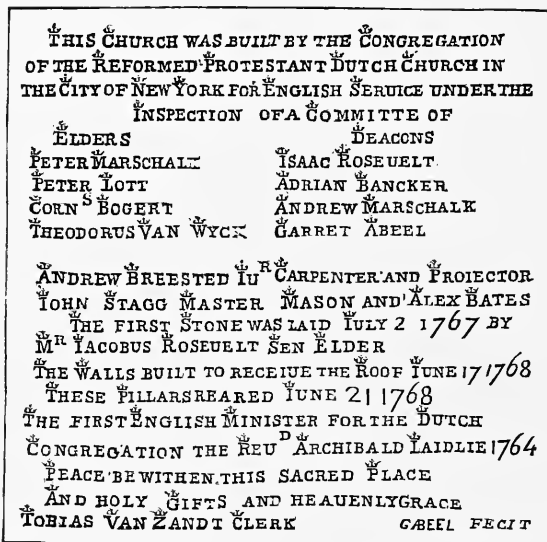 THIS CHURCH WAS BUILT BY THE CONGREGATION
OF THE REFORMED PROTESTANT DUTCH CHURCH IN
THE CITY OF NEW YORK FOR ENGLISH SERUICE UNDER THE
INSPECTION OF A COMMITTE OF
ELDERS DEACONS
PETER MARSCHALK ISAAC ROSEUELT
PETER LOTT ADRIAN BANCKER
CORNS BOGERT ANDREW MARSCHALK
THEODORUS VAN WYCK GARRET ABEEL
ANDREW BREESTED IUR CARPENTER AND PROIECTOR
IOHN STAGG MASTER MASON AND ALEX BATES
THE FIRST STONE WAS LAID IULY 2 1767 BY
MR IACOBUS ROSEUELT SEN ELDER
THE WALLS BUILT TO RECEIUE THE ROOF IUNE 17 1768
THESE PILLARS REARED IUNE 21 1768
THE FIRST ENGLISH MINISTER FOR THE DUTCH
CONGREGATION THE REUD ARCHIBALD LAIDLIE 1764
PEACE BE WITHEN THIS SACRED PLACE
AND HOLY GIFTS AND HEAUENLY GRACE
TOBIAS VAN ZANDT CLERK GABEEL FECIT